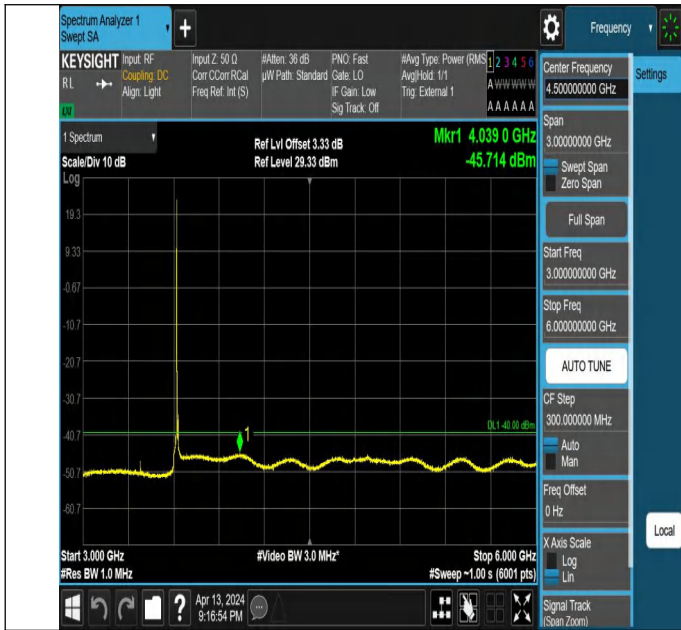 Spectrum Analyzer 1
Swept SA
+
Frequency
KEYSIGHT
RL
Input: RF
Coupling: DC
Align: Light
Input Z: 50 Ω
Corr CCorr RCal
Freq Ref: Int (S)
#Atten: 36 dB
µW Path: Standard
PNO: Fast
Gate: LO
IF Gain: Low
Sig Track: Off
#Avg Type: Power (RMS
Avg|Hold: 1/1
Trig: External 1
1 2 3 4 5 6
A W W W W W
A A A A A A
1 Spectrum
Scale/Div 10 dB
Log
Ref Lvl Offset 3.33 dB
Ref Level 29.33 dBm
Mkr1 4.039 0 GHz
-45.714 dBm
19.3
9.33
-0.67
-10.7
-20.7
-30.7
-40.7
-50.7
-60.7
DL1 -40.00 dBm
1
Start 3.000 GHz
#Res BW 1.0 MHz
#Video BW 3.0 MHz*
Stop 6.000 GHz
#Sweep ~1.00 s (6001 pts)
Center Frequency
4.500000000 GHz
Settings
Span
3.00000000 GHz
Swept Span
Zero Span
Full Span
Start Freq
3.000000000 GHz
Stop Freq
6.000000000 GHz
AUTO TUNE
CF Step
300.000000 MHz
Auto
Man
Freq Offset
0 Hz
X Axis Scale
Log
Lin
Local
Signal Track
(Span Zoom)
?
Apr 13, 2024
9:16:54 PM